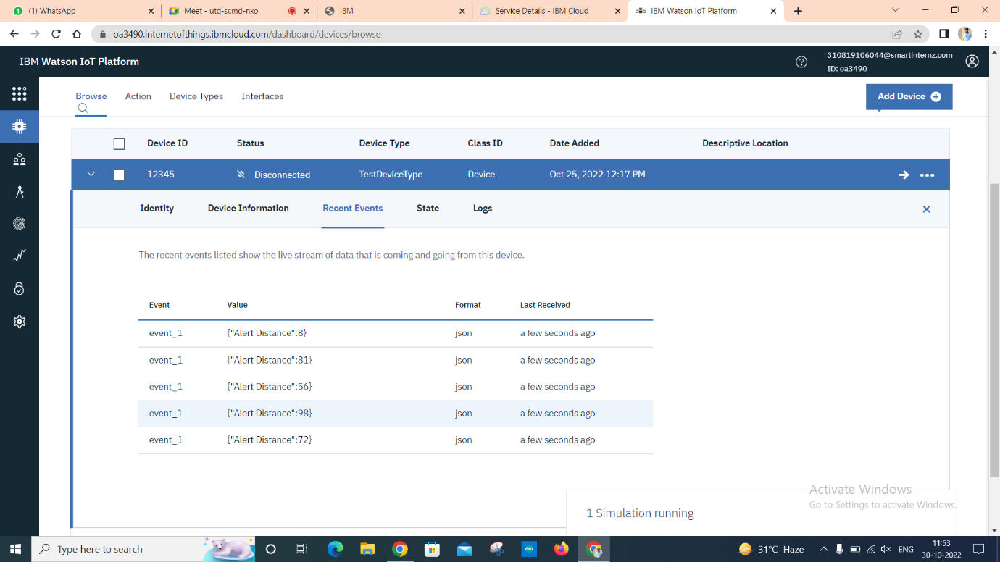 (1) WhatsApp
Meet - utd-scmd-nxo
IBM
Service Details - IBM Cloud
IBM Watson IoT Platform
oa3490.internetofthings.ibmcloud.com/dashboard/devices/browse
IBM Watson IoT Platform
310819106044@smartinternz.com
ID: oa3490
Browse Action Device Types Interfaces
Add Device
Device ID Status Device Type Class ID Date Added Descriptive Location
12345 Disconnected TestDeviceType Device Oct 25, 2022 12:17 PM
Identity Device Information Recent Events State Logs
The recent events listed show the live stream of data that is coming and going from this device.
Event Value Format Last Received
event_1 {"Alert Distance":8} json a few seconds ago
event_1 {"Alert Distance":81} json a few seconds ago
event_1 {"Alert Distance":56} json a few seconds ago
event_1 {"Alert Distance":98} json a few seconds ago
event_1 {"Alert Distance":72} json a few seconds ago
Activate Windows
Go to Settings to activate Windows.
1 Simulation running
Type here to search
31°C Haze
ENG
11:53
30-10-2022